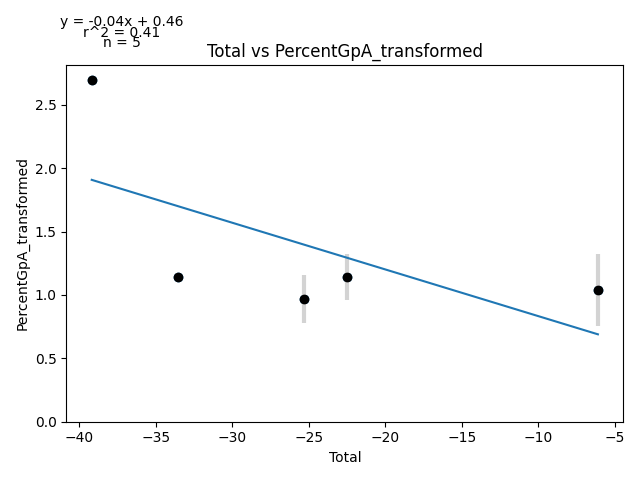 y = -0.04x + 0.46
r^2 = 0.41
n = 5
Total vs PercentGpA_transformed
PercentGpA_transformed
2.5
2.0
1.5
1.0
0.5
0.0
−40
−35
−30
−25
−20
−15
−10
−5
Total